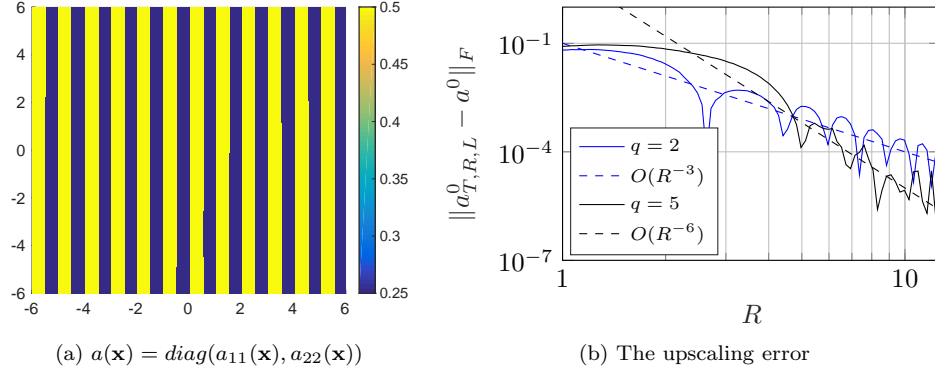 6
4
2
0
-2
-4
-6
-6 -4 -2 0 2 4 6
0.5
0.45
0.4
0.35
0.3
0.25
(a) a(x) = diag(a₁₁(x), a₂₂(x))
||a⁰_{T,R,L} − a⁰||_F
10⁻¹
10⁻⁴
10⁻⁷
q = 2
O(R⁻³)
q = 5
O(R⁻⁶)
1 10
R
(b) The upscaling error